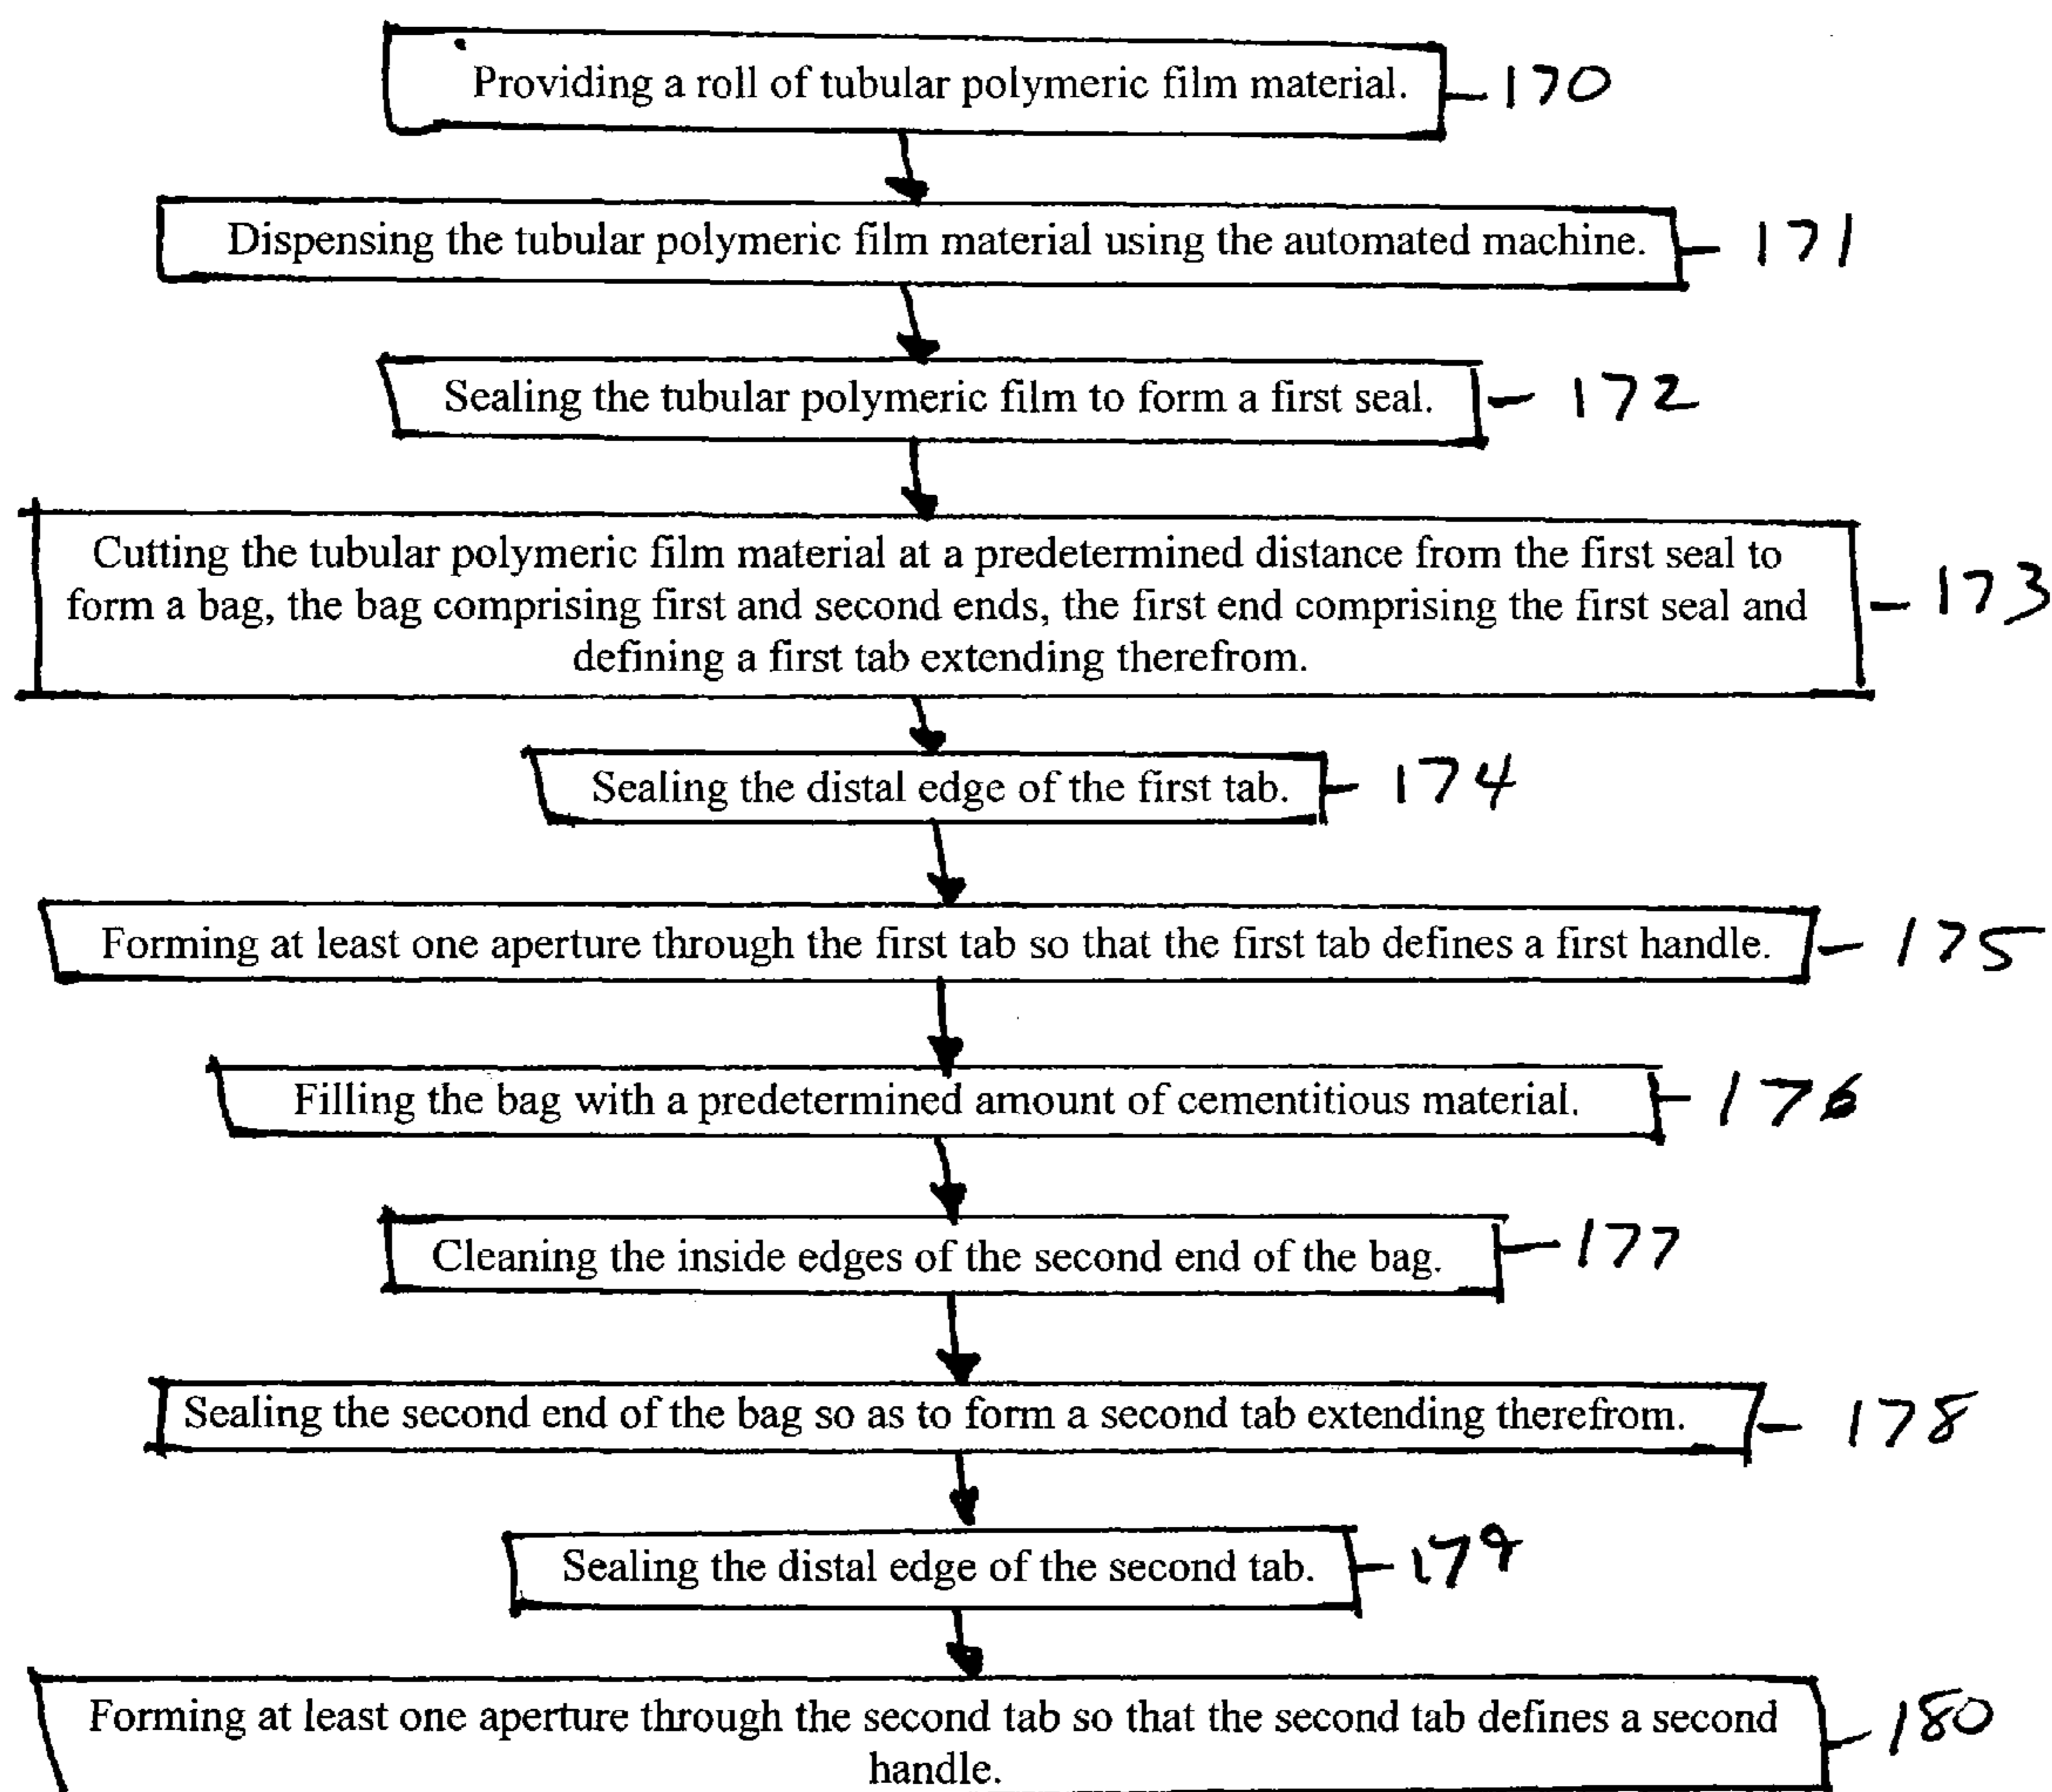 Providing a roll of tubular polymeric film material. 170
Dispensing the tubular polymeric film material using the automated machine. 171
Sealing the tubular polymeric film to form a first seal. 172
Cutting the tubular polymeric film material at a predetermined distance from the first seal to
form a bag, the bag comprising first and second ends, the first end comprising the first seal and 173
defining a first tab extending therefrom.
Sealing the distal edge of the first tab. 174
Forming at least one aperture through the first tab so that the first tab defines a first handle. 175
Filling the bag with a predetermined amount of cementitious material. 176
Cleaning the inside edges of the second end of the bag. 177
Sealing the second end of the bag so as to form a second tab extending therefrom. 178
Sealing the distal edge of the second tab. 179
Forming at least one aperture through the second tab so that the second tab defines a second 180
handle.